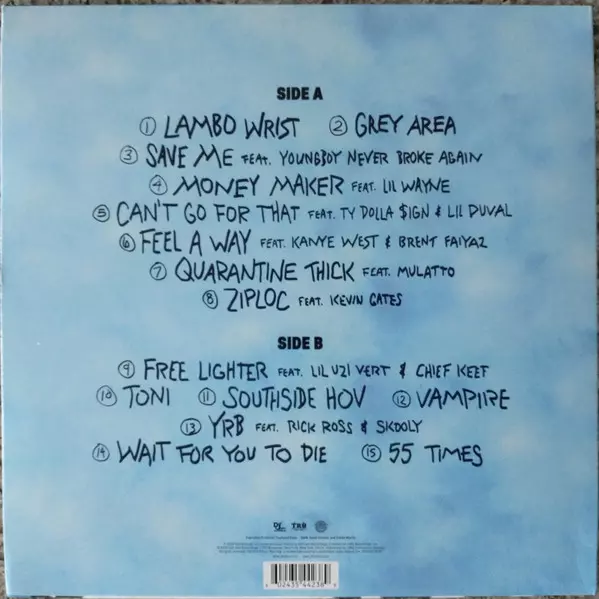 SIDE A
① LAMBO WRIST ② GREY AREA
③ SAVE ME FEAT. YOUNGBOY NEVER BROKE AGAIN
④ MONEY MAKER FEAT. LIL WAYNE
⑤ CAN'T GO FOR THAT FEAT. TY DOLLA $IGN & LIL DUVAL
⑥ FEEL A WAY FEAT. KANYE WEST & BRENT FAIYAZ
⑦ QUARANTINE THICK FEAT. MULATTO
⑧ ZIPLOC FEAT. KEVIN GATES
SIDE B
⑨ FREE LIGHTER FEAT. LIL UZI VERT & CHIEF KEEF
⑩ TONI ⑪ SOUTHSIDE HOV ⑫ VAMPIIRE
⑬ YRB FEAT. RICK ROSS & SKOOLY
⑭ WAIT FOR YOU TO DIE ⑮ 55 TIMES